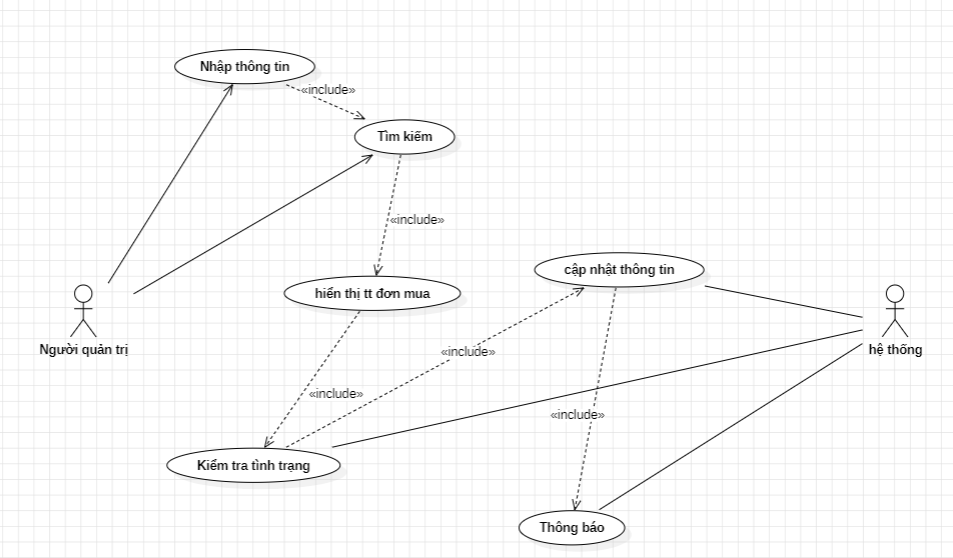 Nhập thông tin
«include»
Tìm kiếm
«include»
cập nhật thông tin
hiển thị tt đơn mua
Người quản trị
hệ thống
«include»
«include»
«include»
Kiểm tra tình trạng
Thông báo